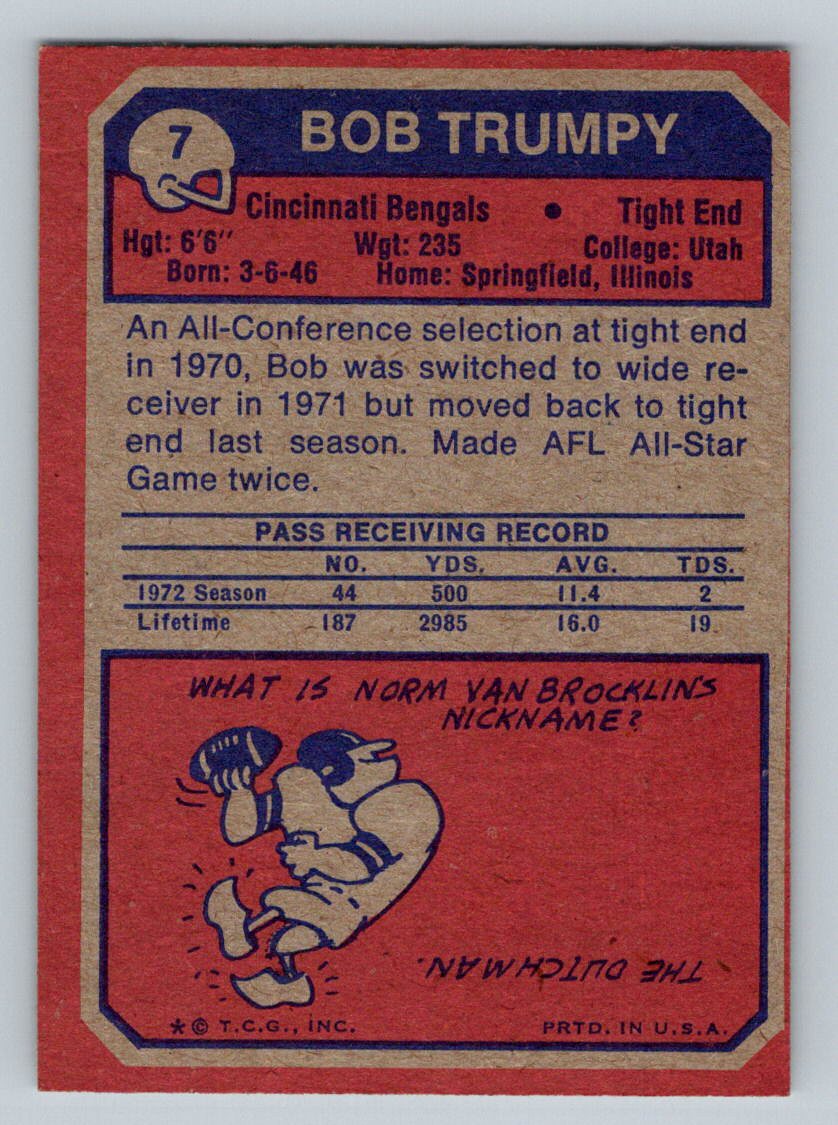 7
BOB TRUMPY
Cincinnati Bengals • Tight End
Hgt: 6'6" Wgt: 235 College: Utah
Born: 3-6-46 Home: Springfield, Illinois
An All-Conference selection at tight end
in 1970, Bob was switched to wide re-
ceiver in 1971 but moved back to tight
end last season. Made AFL All-Star
Game twice.
PASS RECEIVING RECORD
NO. YDS. AVG. TDS.
1972 Season 44 500 11.4 2
Lifetime 187 2985 16.0 19
WHAT IS NORM VAN BROCKLIN'S
NICKNAME?
THE DUTCHMAN.
*© T.C.G., INC. PRTD. IN U.S.A.